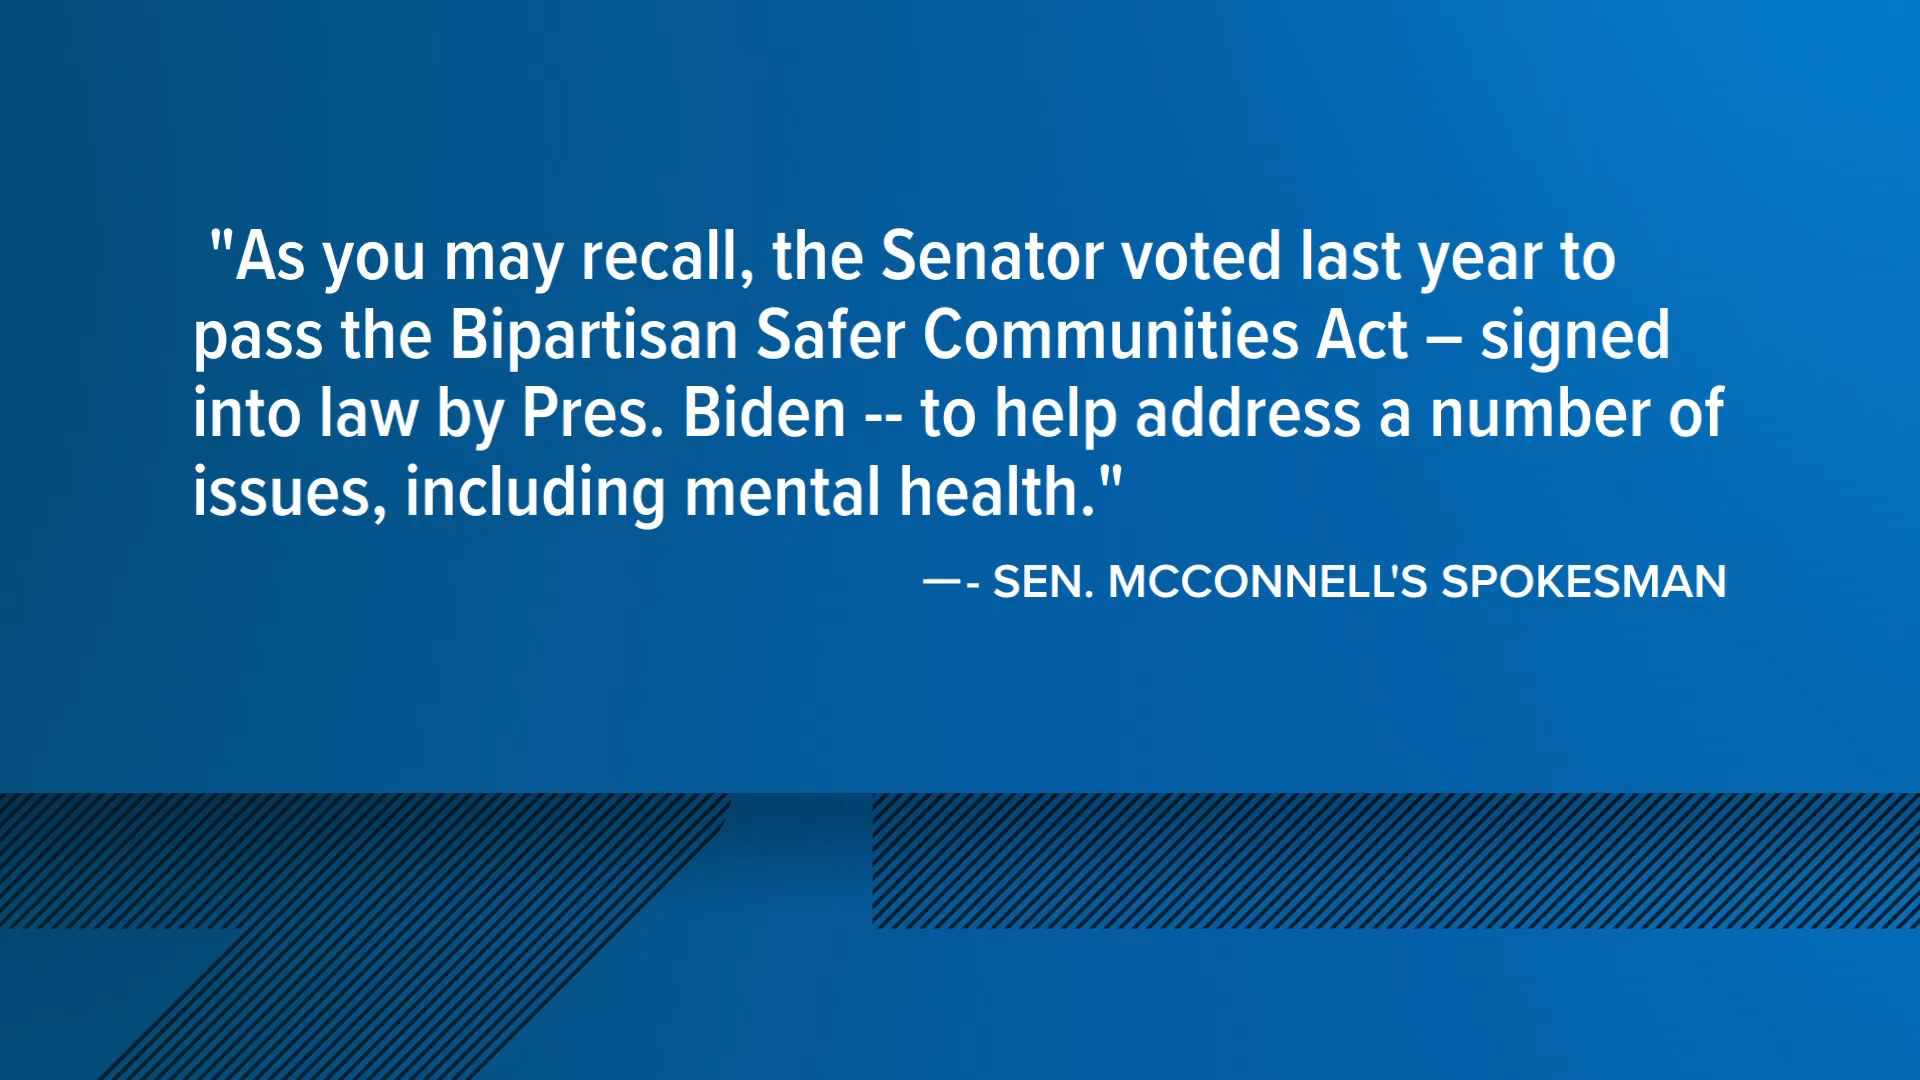 "As you may recall, the Senator voted last year to
pass the Bipartisan Safer Communities Act – signed
into law by Pres. Biden -- to help address a number of
issues, including mental health."
—- SEN. MCCONNELL'S SPOKESMAN